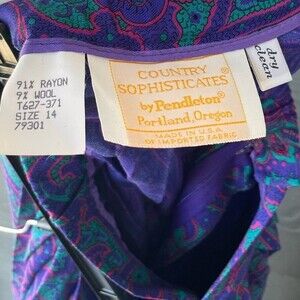 91% RAYON
9% WOOL
T627-371
SIZE 14
79301
COUNTRY
SOPHISTICATES®
by Pendleton®
Portland, Oregon
MADE IN U.S.A.
OF IMPORTED FABRIC
dry
clean